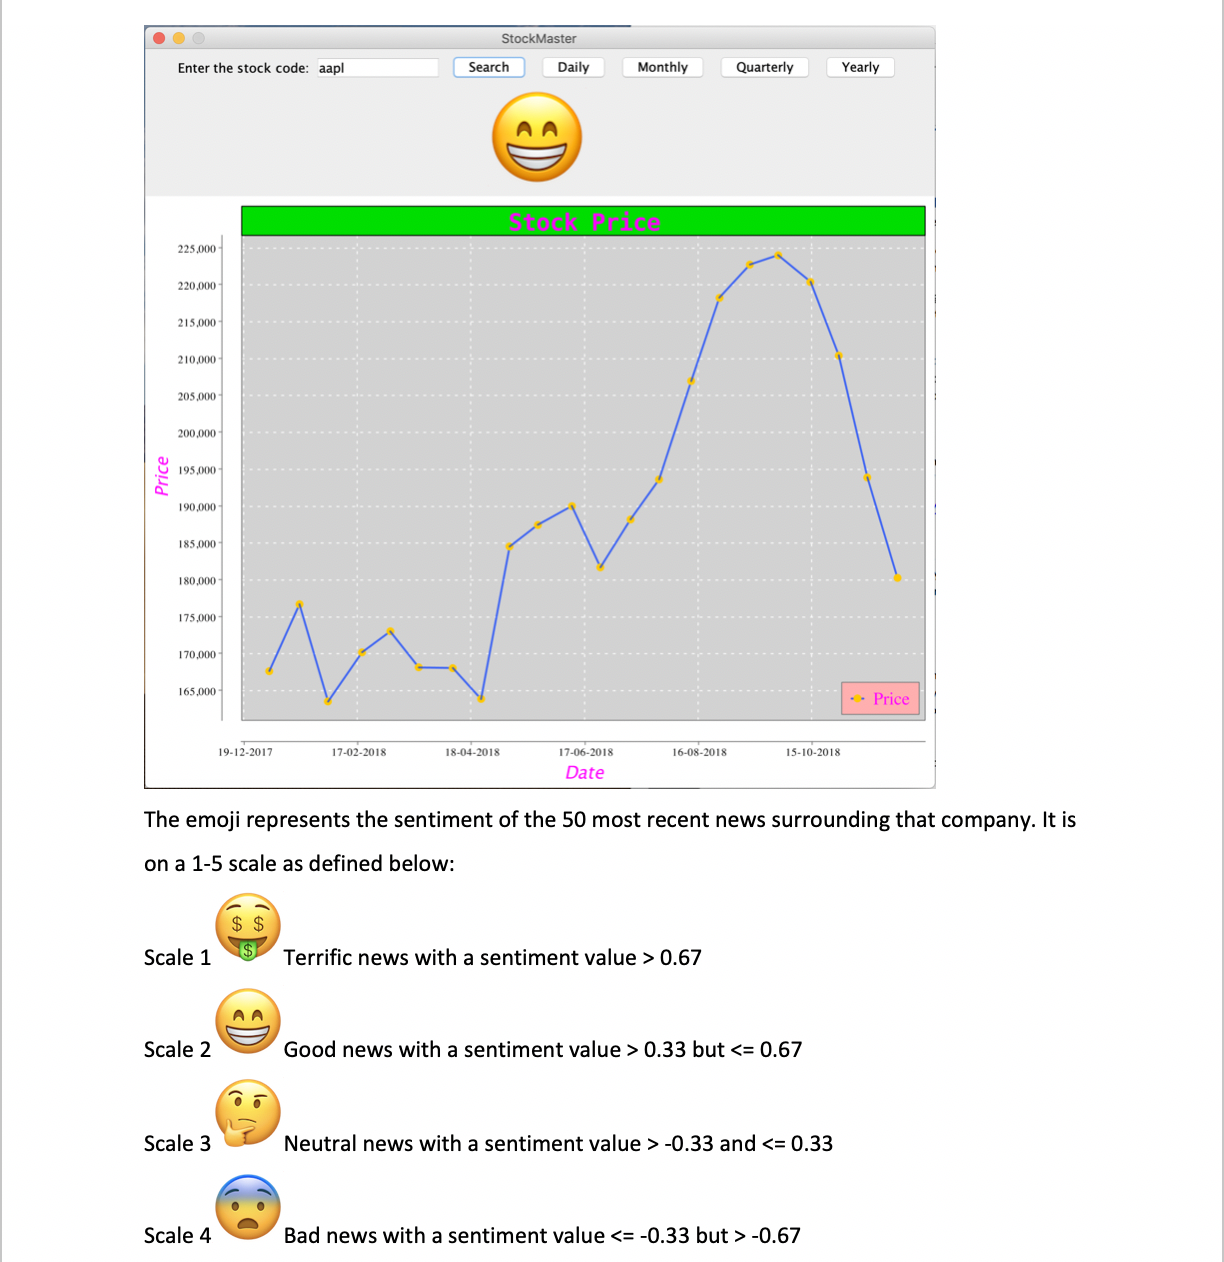 StockMaster
Enter the stock code: aapl Search Daily Monthly Quarterly Yearly
Stock Price
225,000
220,000
215,000
210,000
205,000
200,000
195,000
190,000
185,000
180,000
175,000
170,000
165,000
Price
Price
19-12-2017 17-02-2018 18-04-2018 17-06-2018 16-08-2018 15-10-2018
Date
The emoji represents the sentiment of the 50 most recent news surrounding that company. It is
on a 1-5 scale as defined below:
Scale 1 $ $ $ Terrific news with a sentiment value > 0.67
Scale 2 Good news with a sentiment value > 0.33 but <= 0.67
Scale 3 Neutral news with a sentiment value > -0.33 and <= 0.33
Scale 4 Bad news with a sentiment value <= -0.33 but > -0.67